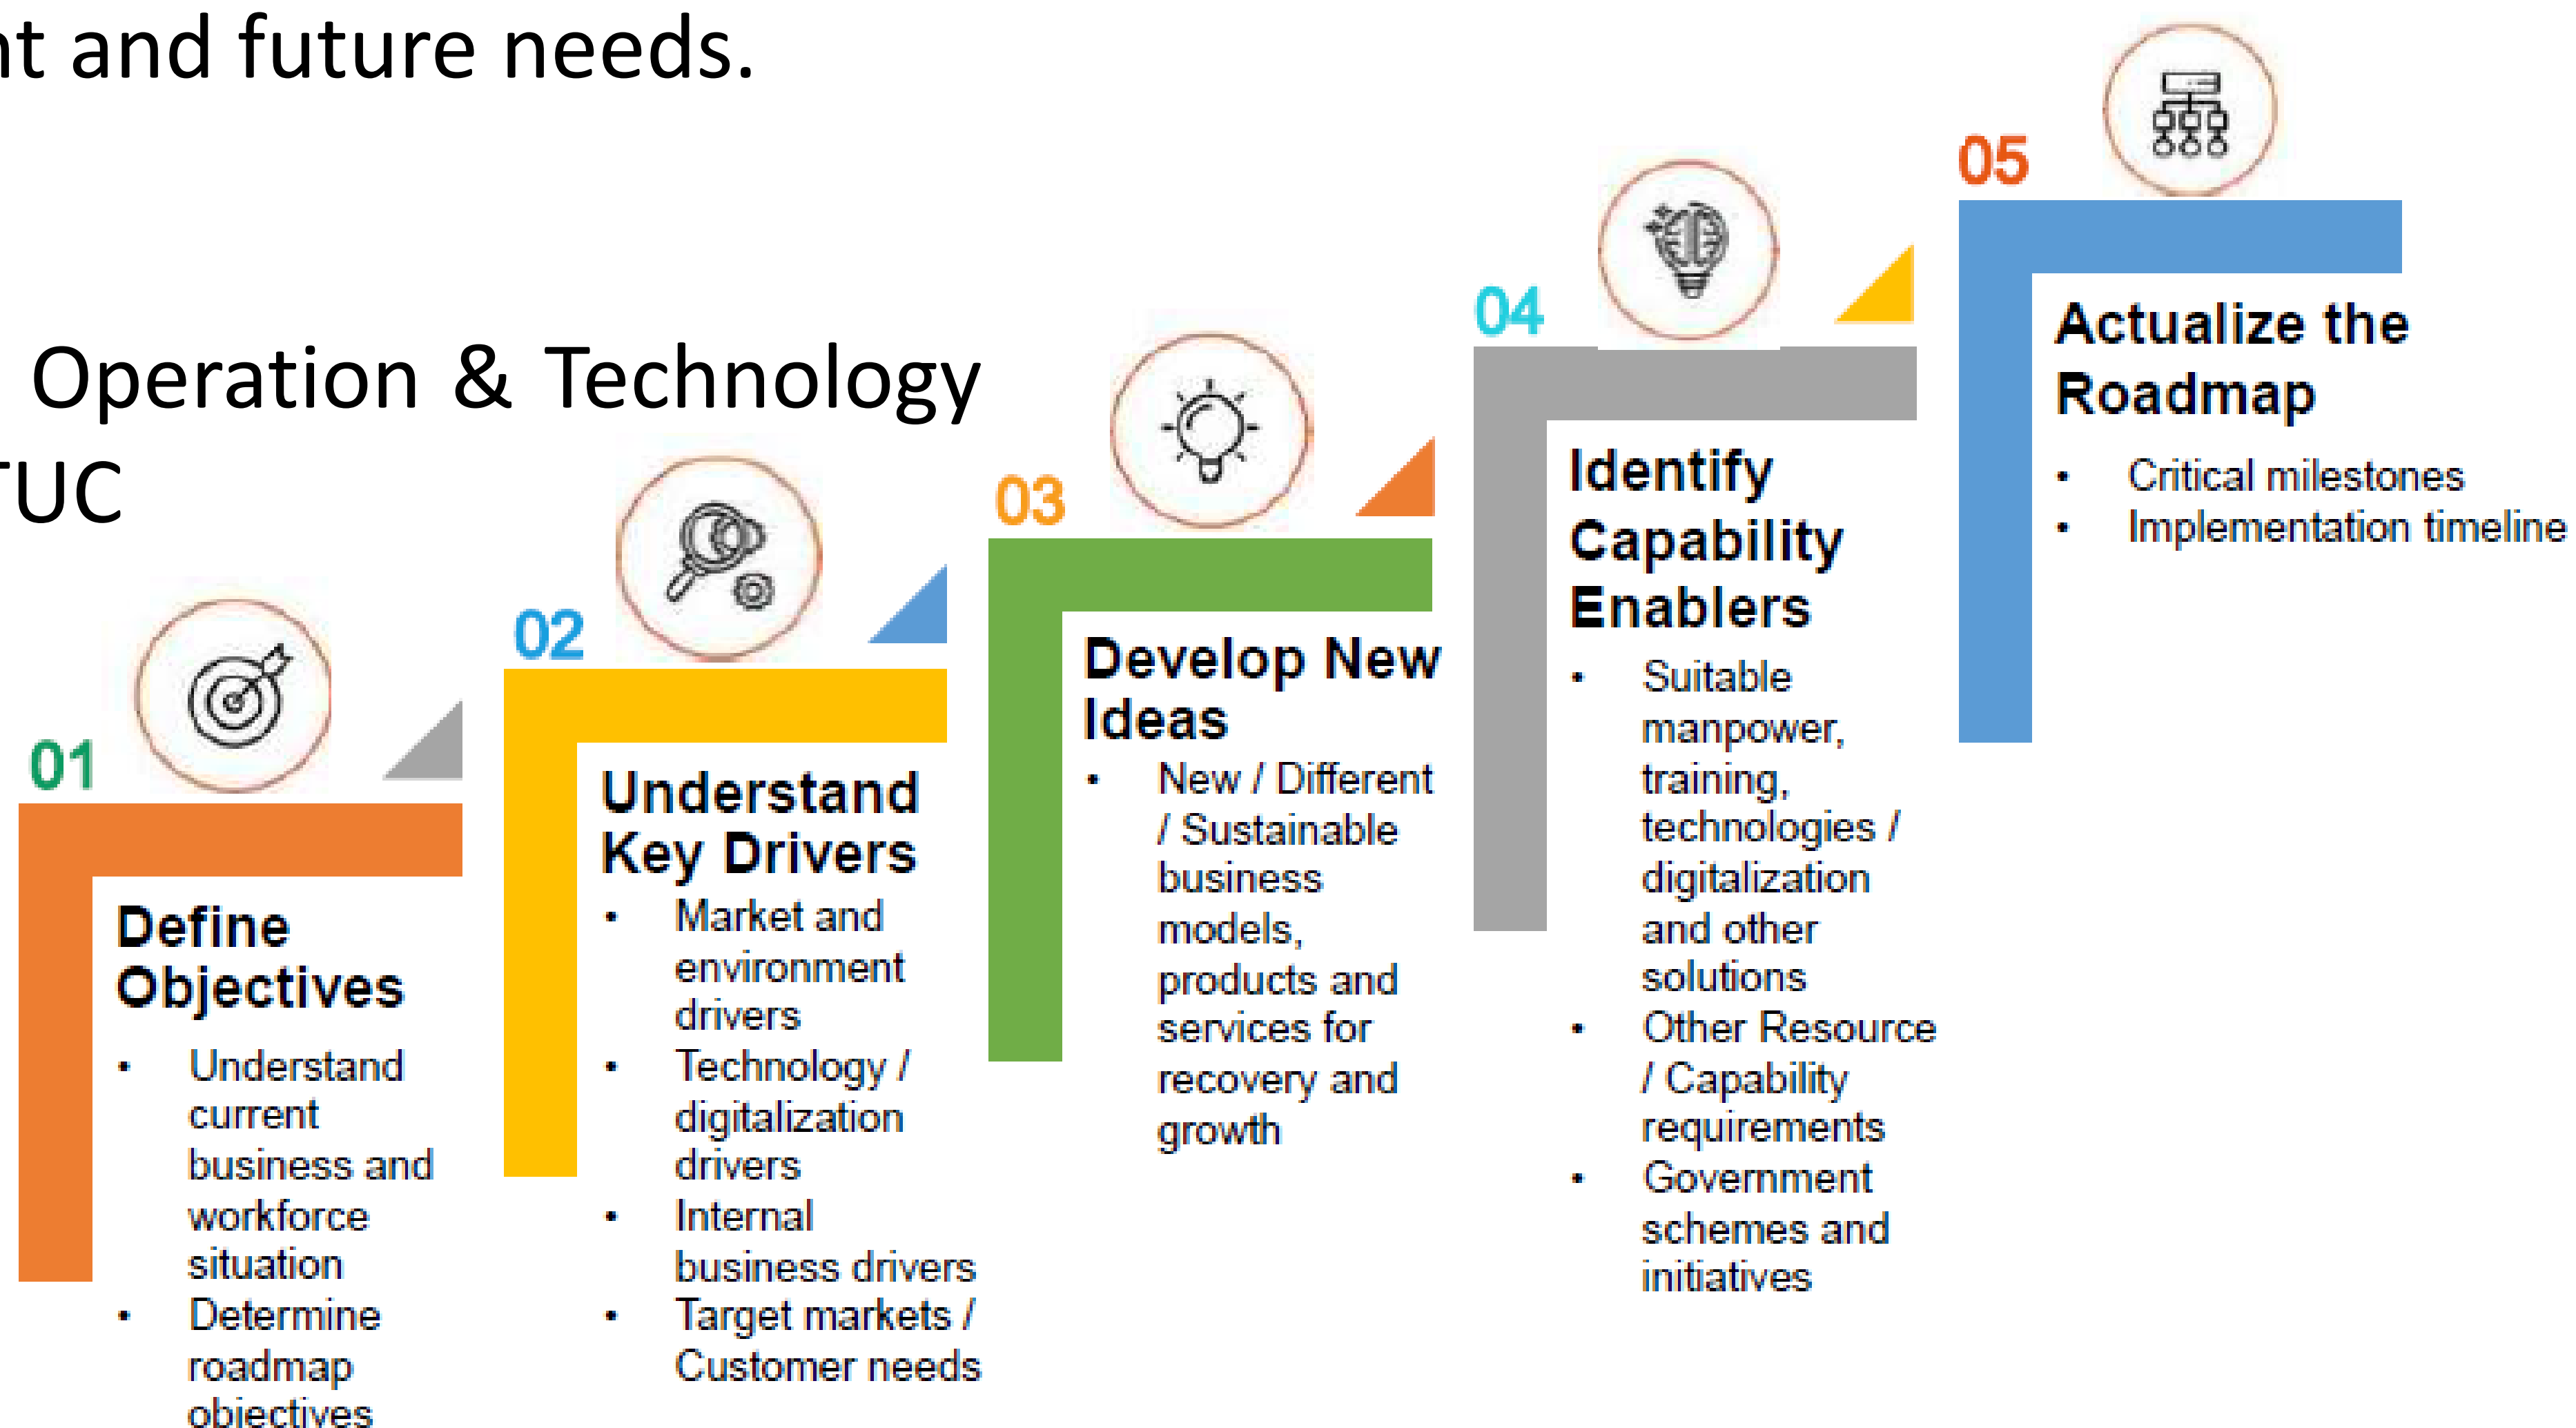 and future needs.
Operation & Technology
TUC
01
Define
Objectives
• Understand
current
business and
workforce
situation
• Determine
roadmap
objectives
02
Understand
Key Drivers
• Market and
environment
drivers
• Technology /
digitalization
drivers
• Internal
business drivers
• Target markets /
Customer needs
03
Develop New
Ideas
• New / Different
/ Sustainable
business
models,
products and
services for
recovery and
growth
04
Identify
Capability
Enablers
• Suitable
manpower,
training,
technologies /
digitalization
and other
solutions
• Other Resource
/ Capability
requirements
• Government
schemes and
initiatives
05
Actualize the
Roadmap
• Critical milestones
• Implementation timeline